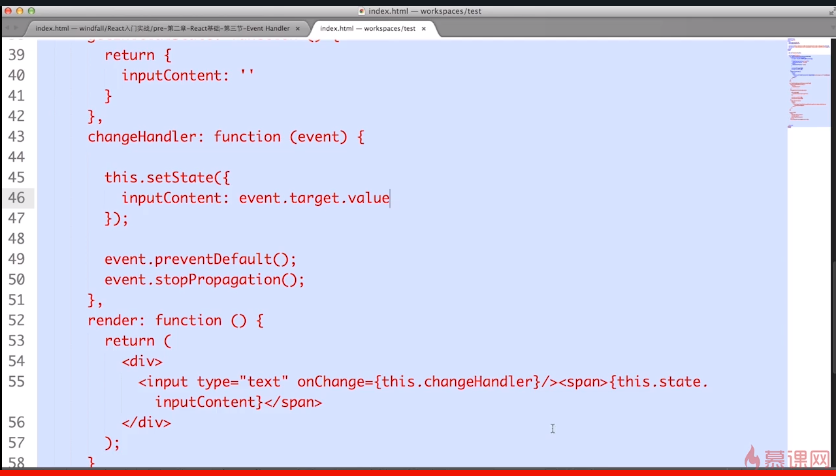 index.html — workspaces/test
index.html — windfall/React入门实战/pre-第二章-React基础-第三节-Event Handler ×
index.html — workspaces/test ×
39 return {
40 inputContent: ''
41 }
42 },
43 changeHandler: function (event) {
44
45 this.setState({
46 inputContent: event.target.value
47 });
48
49 event.preventDefault();
50 event.stopPropagation();
51 },
52 render: function () {
53 return (
54 <div>
55 <input type="text" onChange={this.changeHandler}/><span>{this.state.
inputContent}</span>
56 </div>
57 );
58 }
慕课网